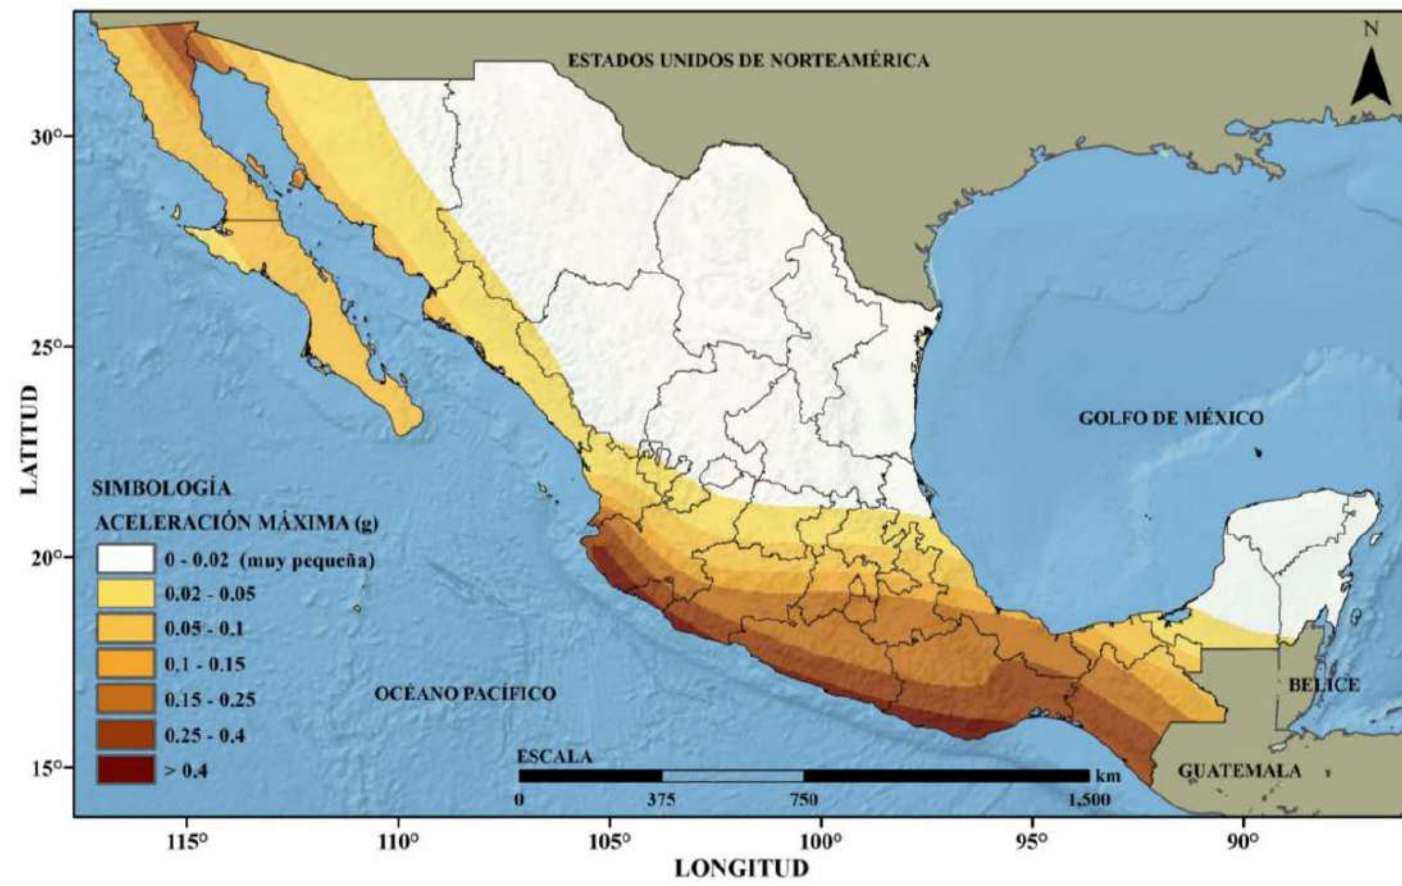 ESTADOS UNIDOS DE NORTEAMÉRICA
N
30°
25°
20°
15°
LATITUD
GOLFO DE MÉXICO
SIMBOLOGÍA
ACELERACIÓN MÁXIMA (g)
0 - 0.02 (muy pequeña)
0.02 - 0.05
0.05 - 0.1
0.1 - 0.15
0.15 - 0.25
0.25 - 0.4
> 0.4
OCÉANO PACÍFICO
BELICE
GUATEMALA
ESCALA
km
0 375 750 1,500
115° 110° 105° 100° 95° 90°
LONGITUD